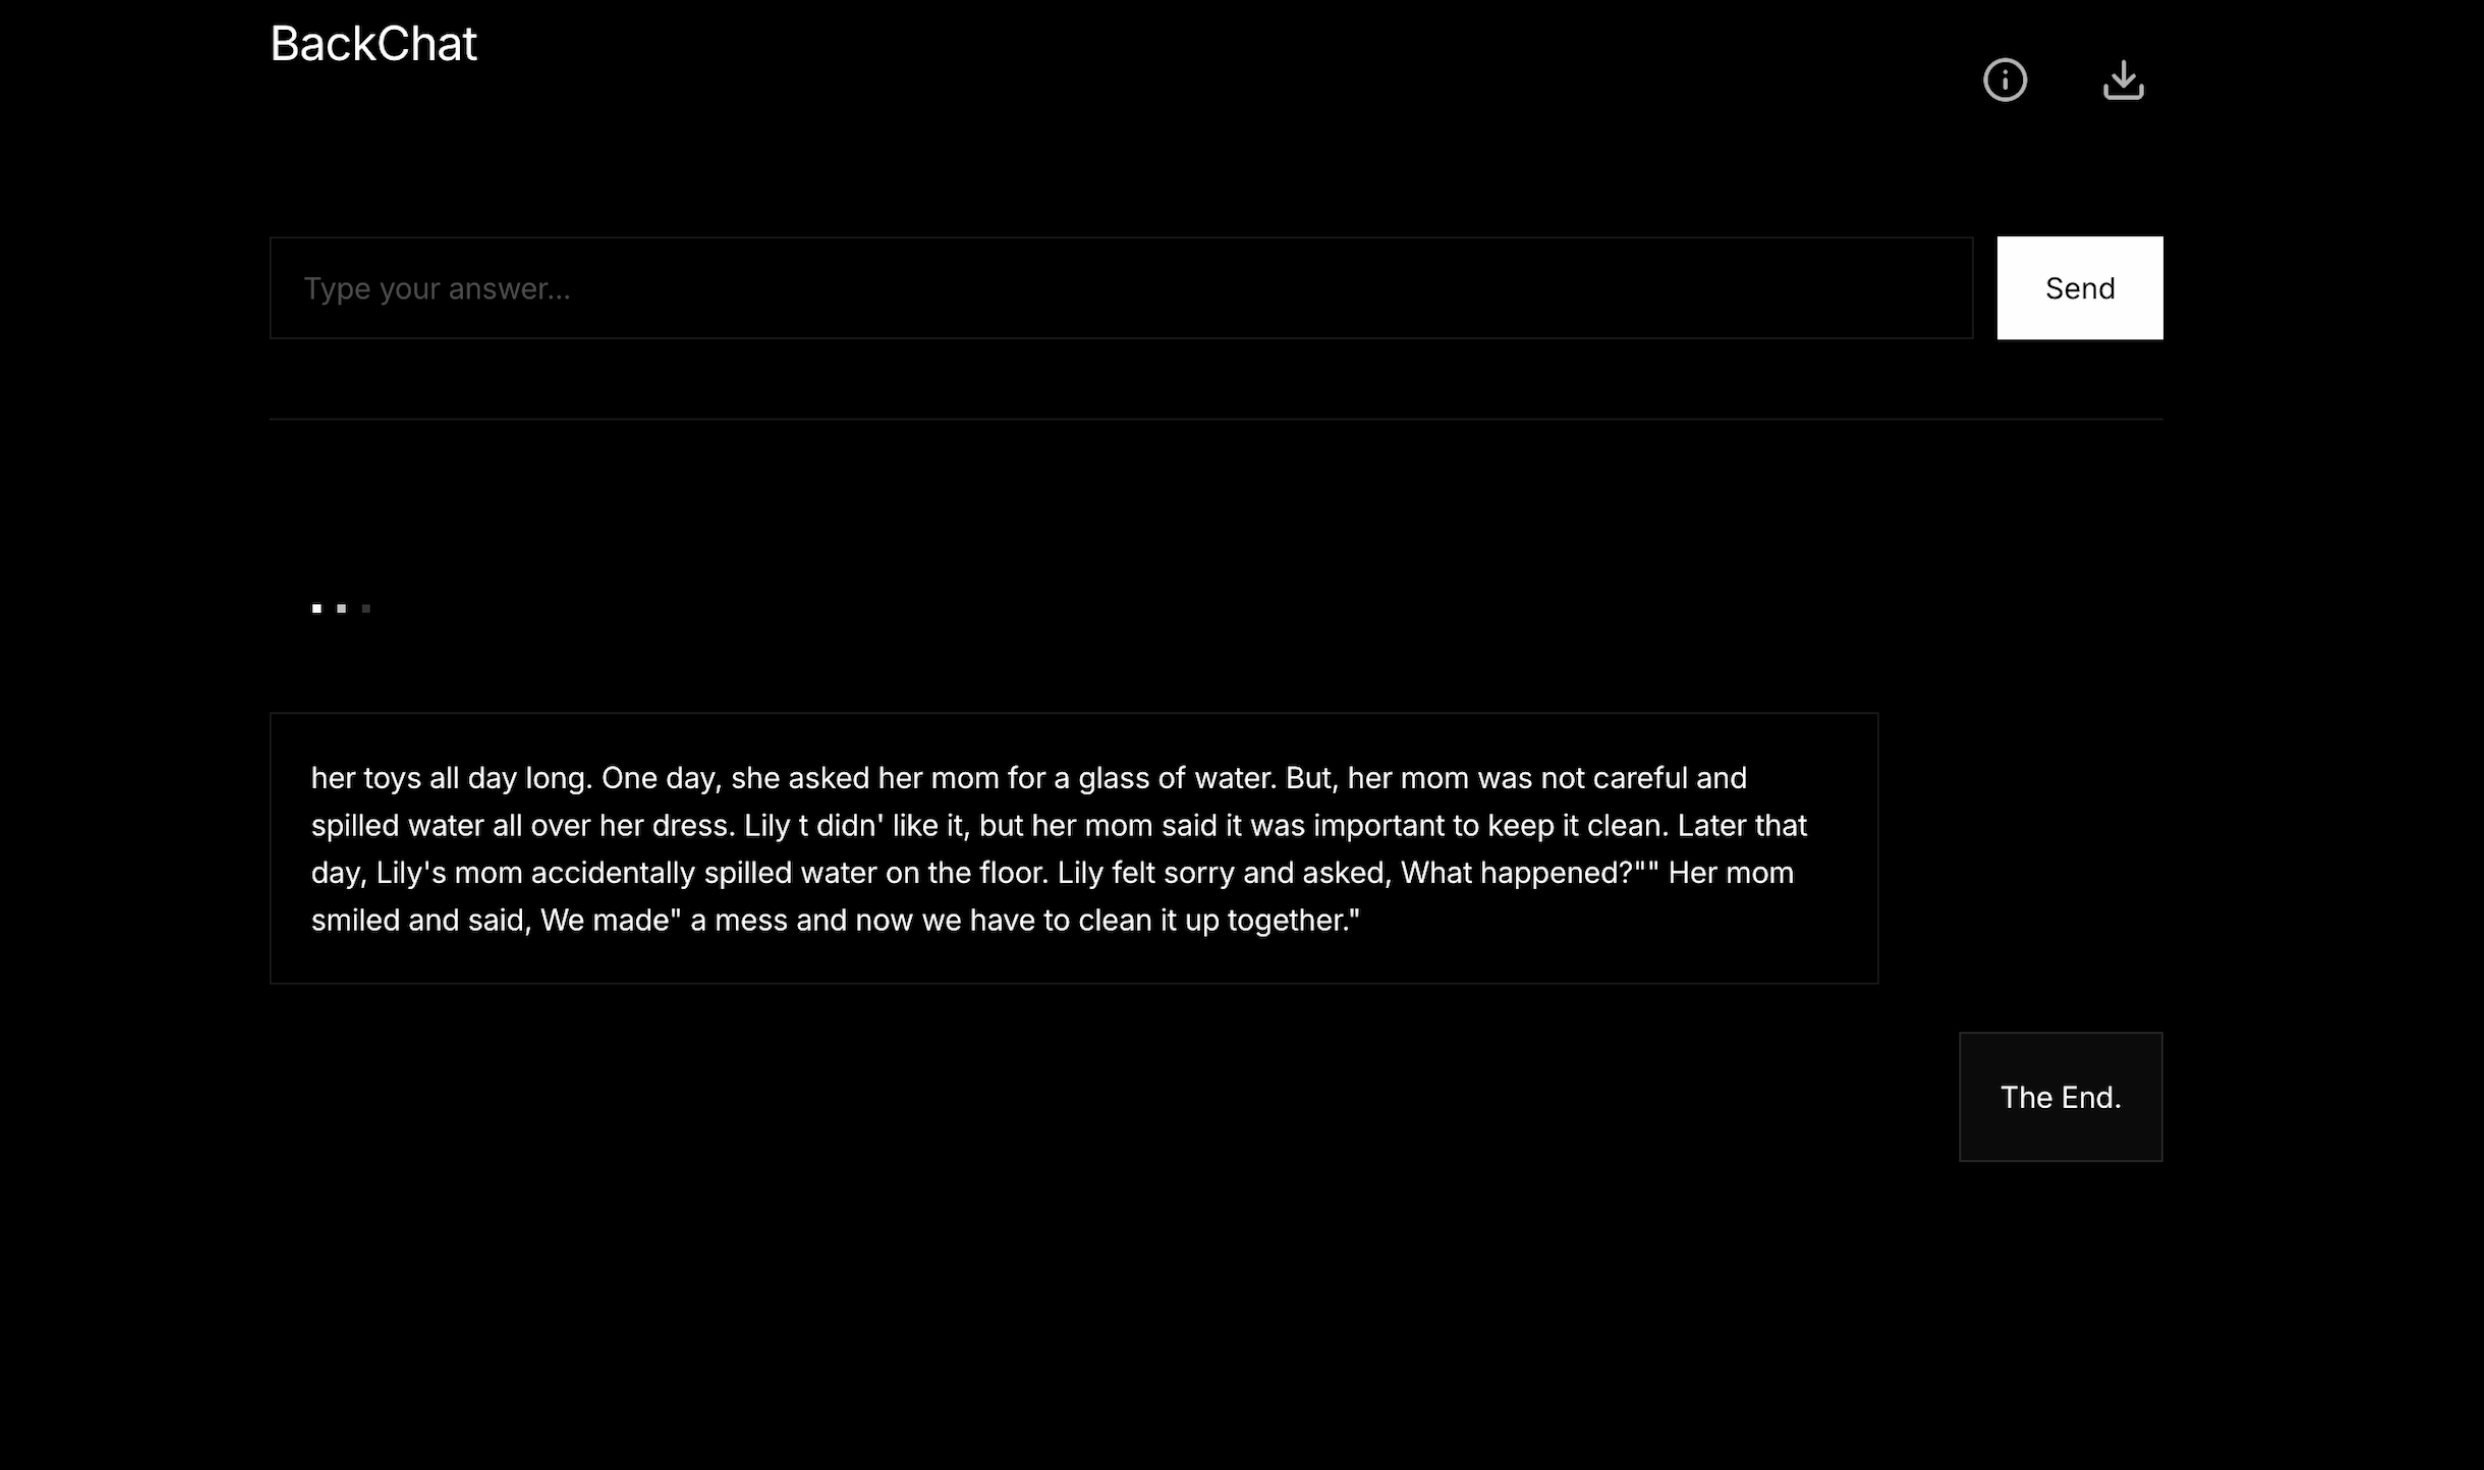 BackChat
Type your answer...
Send
her toys all day long. One day, she asked her mom for a glass of water. But, her mom was not careful and
spilled water all over her dress. Lily t didn' like it, but her mom said it was important to keep it clean. Later that
day, Lily's mom accidentally spilled water on the floor. Lily felt sorry and asked, What happened?"" Her mom
smiled and said, We made" a mess and now we have to clean it up together."
The End.